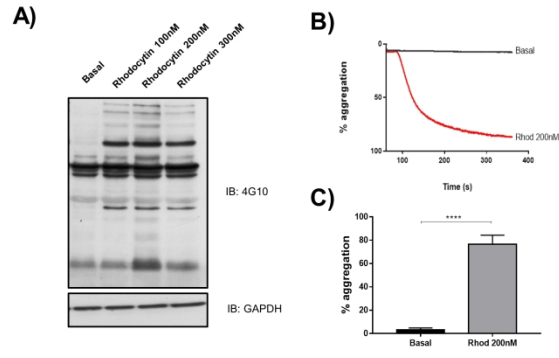 A)
Basal
Rhodocytin 100nM
Rhodocytin 200nM
Rhodocytin 300nM
IB: 4G10
IB: GAPDH
B)
% aggregation
0
50
100
Basal
Rhod 200nM
100
200
300
400
Time (s)
C)
% aggregation
100
80
60
40
20
0
****
Basal
Rhod 200nM